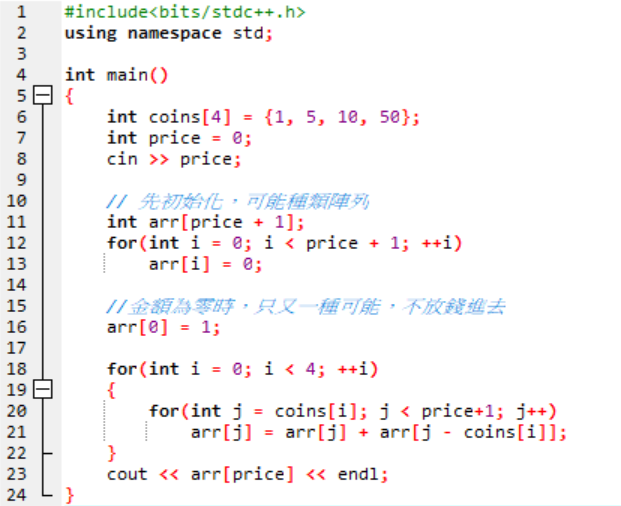 1 #include<bits/stdc++.h>
2 using namespace std;
3
4 int main()
5 {
6 int coins[4] = {1, 5, 10, 50};
7 int price = 0;
8 cin >> price;
9
10 // 先初始化，可能種類陣列
11 int arr[price + 1];
12 for(int i = 0; i < price + 1; ++i)
13 arr[i] = 0;
14
15 //金額為零時，只又一種可能，不放錢進去
16 arr[0] = 1;
17
18 for(int i = 0; i < 4; ++i)
19 {
20 for(int j = coins[i]; j < price+1; j++)
21 arr[j] = arr[j] + arr[j - coins[i]];
22 }
23 cout << arr[price] << endl;
24 }